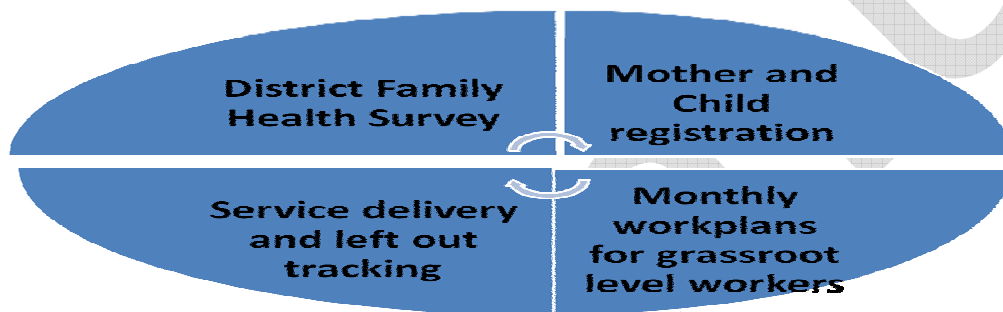 District Family
Health Survey
Mother and
Child
registration
Service delivery
and left out
tracking
Monthly
workplans
for grassroot
level workers